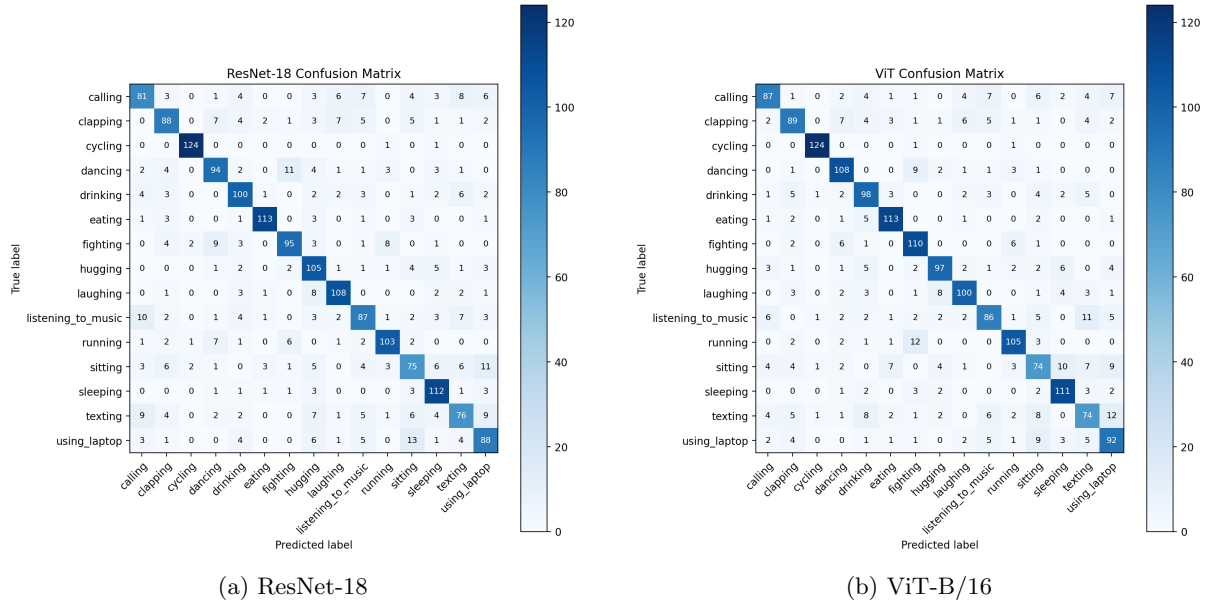 ResNet-18 Confusion Matrix
calling 81 3 0 1 4 0 0 3 6 7 0 4 3 8 6
clapping 0 88 0 7 4 2 1 3 7 5 0 5 1 1 2
cycling 0 0 124 0 0 0 0 0 0 0 1 0 1 0 0
dancing 2 4 0 94 2 0 11 4 1 1 3 0 3 1 0
drinking 4 3 0 0 100 1 0 2 2 3 0 1 2 6 2
eating 1 3 0 0 1 113 0 3 0 1 0 3 0 0 1
fighting 0 4 2 9 3 0 95 3 0 1 8 1 0 0 0
hugging 0 0 0 1 2 0 2 105 1 1 1 4 5 1 3
laughing 0 1 0 0 3 1 0 8 108 0 0 0 2 2 1
listening_to_music 10 2 0 1 4 1 0 3 2 87 1 2 3 7 3
running 1 2 1 7 1 0 6 0 1 2 103 2 0 0 0
sitting 3 6 2 1 0 3 1 5 0 4 3 75 6 6 11
sleeping 0 0 0 1 1 1 3 2 0 0 0 3 112 1 3
texting 9 4 0 2 2 0 0 7 1 5 1 6 4 76 9
using_laptop 3 1 0 0 4 0 0 6 1 5 0 13 1 4 88
calling
clapping
cycling
dancing
drinking
eating
fighting
hugging
laughing
listening_to_music
running
sitting
sleeping
texting
using_laptop
Predicted label
True label
120
100
80
60
40
20
0
(a) ResNet-18
ViT Confusion Matrix
calling 87 1 0 2 4 1 1 0 4 7 0 6 2 4 7
clapping 2 89 0 7 4 3 1 1 6 5 1 1 0 4 2
cycling 0 0 124 0 0 0 0 0 0 0 1 1 0 0 0
dancing 0 1 0 108 0 0 9 2 1 1 3 0 0 1 0
drinking 1 5 1 2 98 3 0 0 2 3 0 4 2 5 0
eating 1 2 0 1 5 113 0 1 0 0 0 2 0 0 1
fighting 0 2 0 6 1 0 110 0 0 0 6 1 0 0 0
hugging 3 1 0 1 5 0 2 97 2 1 2 2 6 0 4
laughing 0 3 0 2 2 1 0 8 100 1 0 1 4 3 1
listening_to_music 6 0 1 2 2 1 2 2 2 86 1 5 0 11 5
running 0 2 0 2 1 1 12 0 0 0 105 3 0 0 0
sitting 4 4 1 2 0 7 0 4 1 0 3 74 10 7 9
sleeping 0 0 0 1 2 0 3 2 0 0 0 2 111 3 2
texting 4 5 1 1 8 2 0 0 2 6 2 8 0 74 12
using_laptop 2 4 0 0 0 1 1 0 2 5 1 9 3 5 92
calling
clapping
cycling
dancing
drinking
eating
fighting
hugging
laughing
listening_to_music
running
sitting
sleeping
texting
using_laptop
Predicted label
True label
120
100
80
60
40
20
0
(b) ViT-B/16